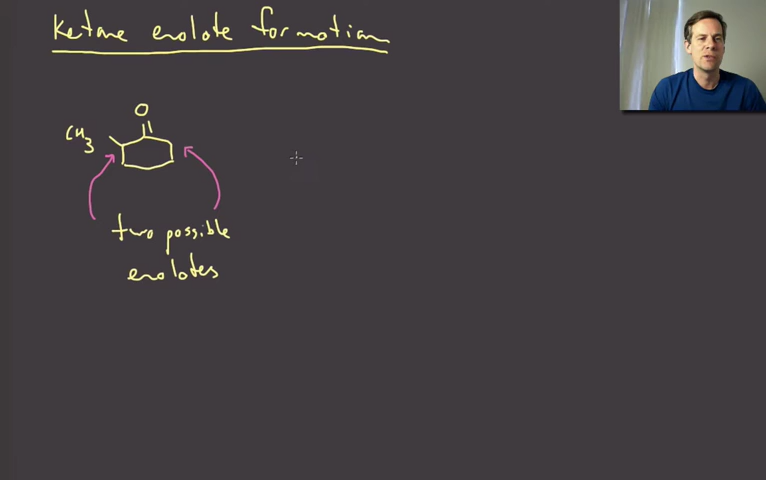 Ketone enolate formation
O
CH3
two possible
enolates